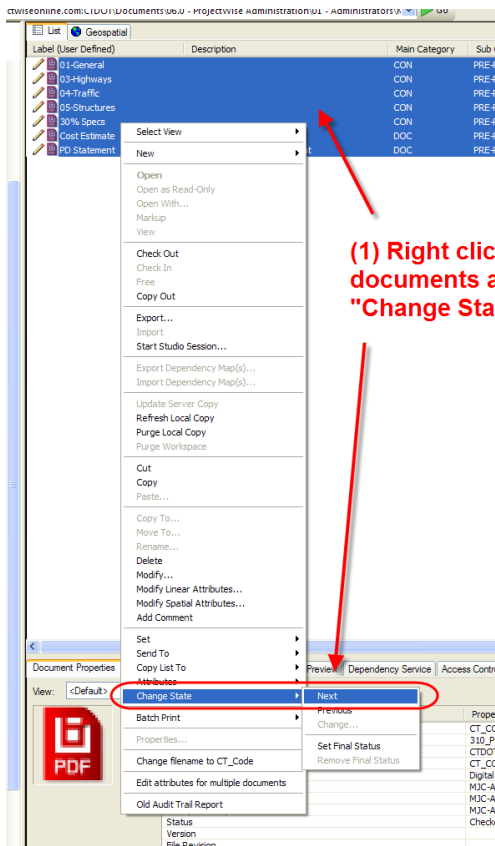 ctwiseonline.com:CTDOT\Documents\06.0 - ProjectWise Administration\01 - Administrators\ Go
List Geospatial
Label (User Defined) Description Main Category Sub
01-General CON PRE-
03-Highways CON PRE-
04-Traffic CON PRE-
05-Structures CON PRE-
30% Specs CON PRE-
Cost Estimate DOC PRE-
PD Statement t DOC PRE-
Select View
New
Open
Open as Read-Only
Open With...
Markup
View
Check Out
Check In
Free
Copy Out
(1) Right clic
documents a
"Change Sta
Export...
Import
Start Studio Session...
Export Dependency Map(s)...
Import Dependency Map(s)...
Update Server Copy
Refresh Local Copy
Purge Local Copy
Purge Workspace
Cut
Copy
Paste...
Copy To...
Move To...
Rename...
Delete
Modify...
Modify Linear Attributes...
Modify Spatial Attributes...
Add Comment
Set
Send To
Copy List To
Attributes
Change State
Batch Print
Properties...
Change filename to CT_Code
Edit attributes for multiple documents
Old Audit Trail Report
Document Properties Preview Dependency Service Access Contr
View: <Default>
Next
Previous
Change...
Set Final Status
Remove Final Status
PDF
Prope
CT_CO
310_P
CTDOT
CT_CO
Digital
MJC-A
MJC-A
MJC-A
Status Checke
Version
File Revision